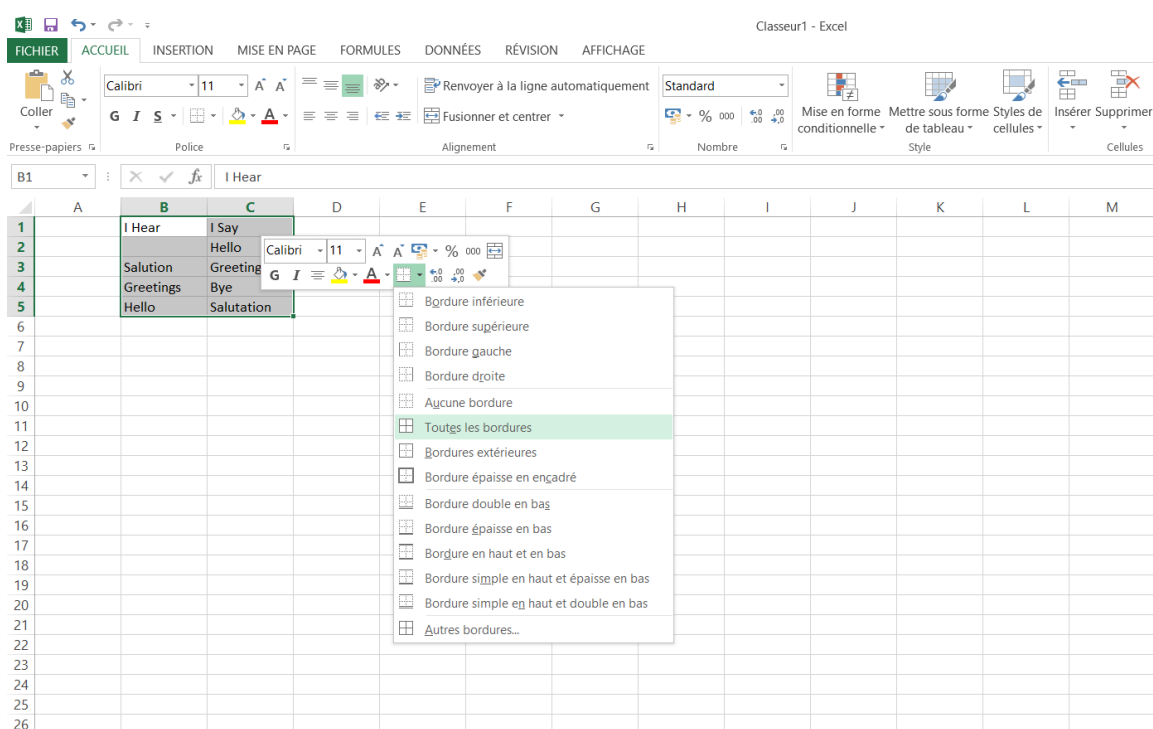 Classeur1 - Excel
FICHIER ACCUEIL INSERTION MISE EN PAGE FORMULES DONNÉES RÉVISION AFFICHAGE
Calibri 11 Renvoyer à la ligne automatiquement Standard
Coller G I S A Fusionner et centrer % 000 Mise en forme conditionnelle Mettre sous forme de tableau Styles de cellules Insérer Supprimer
Presse-papiers Police Alignement Nombre Style Cellules
B1 fx I Hear
A B C D E F G H I J K L M
1 I Hear I Say
2 Hello Calibri 11 A A % 000
3 Salution Greeting G I A
4 Greetings Bye
5 Hello Salutation
Bordure inférieure
6 Bordure supérieure
7 Bordure gauche
8 Bordure droite
9
10 Aucune bordure
11 Toutes les bordures
12 Bordures extérieures
13 Bordure épaisse en encadré
14
15 Bordure double en bas
16 Bordure épaisse en bas
17 Bordure en haut et en bas
18
19 Bordure simple en haut et épaisse en bas
20 Bordure simple en haut et double en bas
21 Autres bordures...
22
23
24
25
26